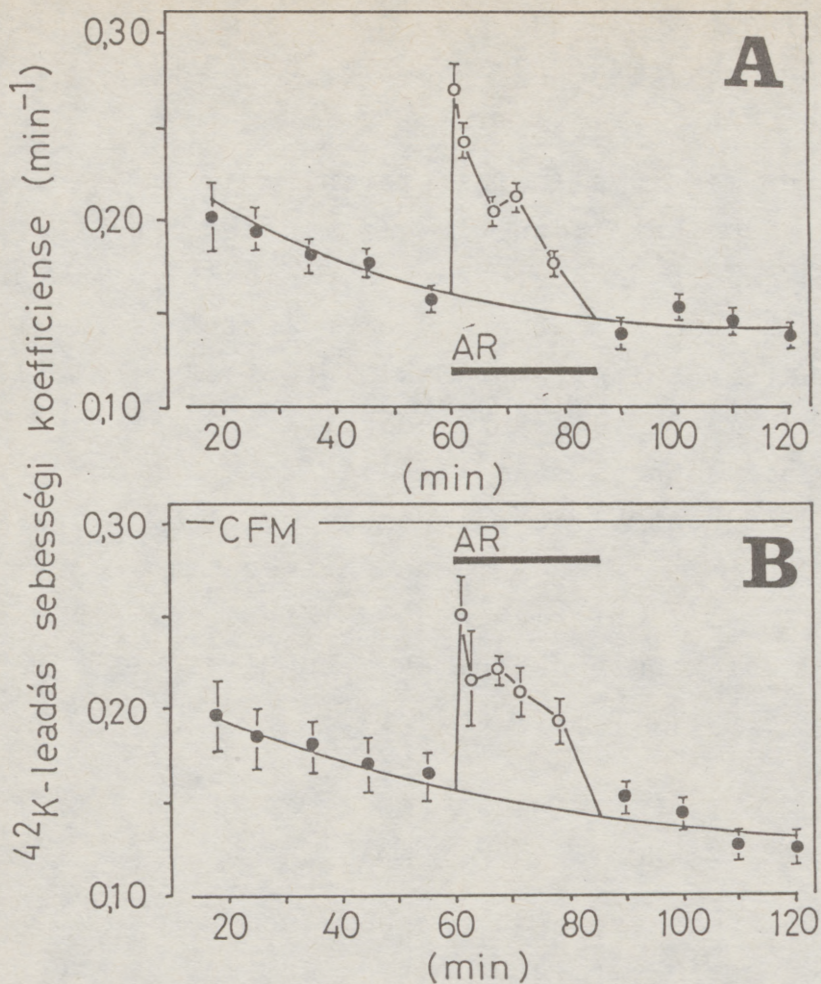 ⁴²K-leadás sebességi koefficiense (min⁻¹)
A
0,30
0,20
0,10
ÁR
20 40 60 80 100 120
(min)
B
CFM
ÁR
0,30
0,20
0,10
20 40 60 80 100 120
(min)